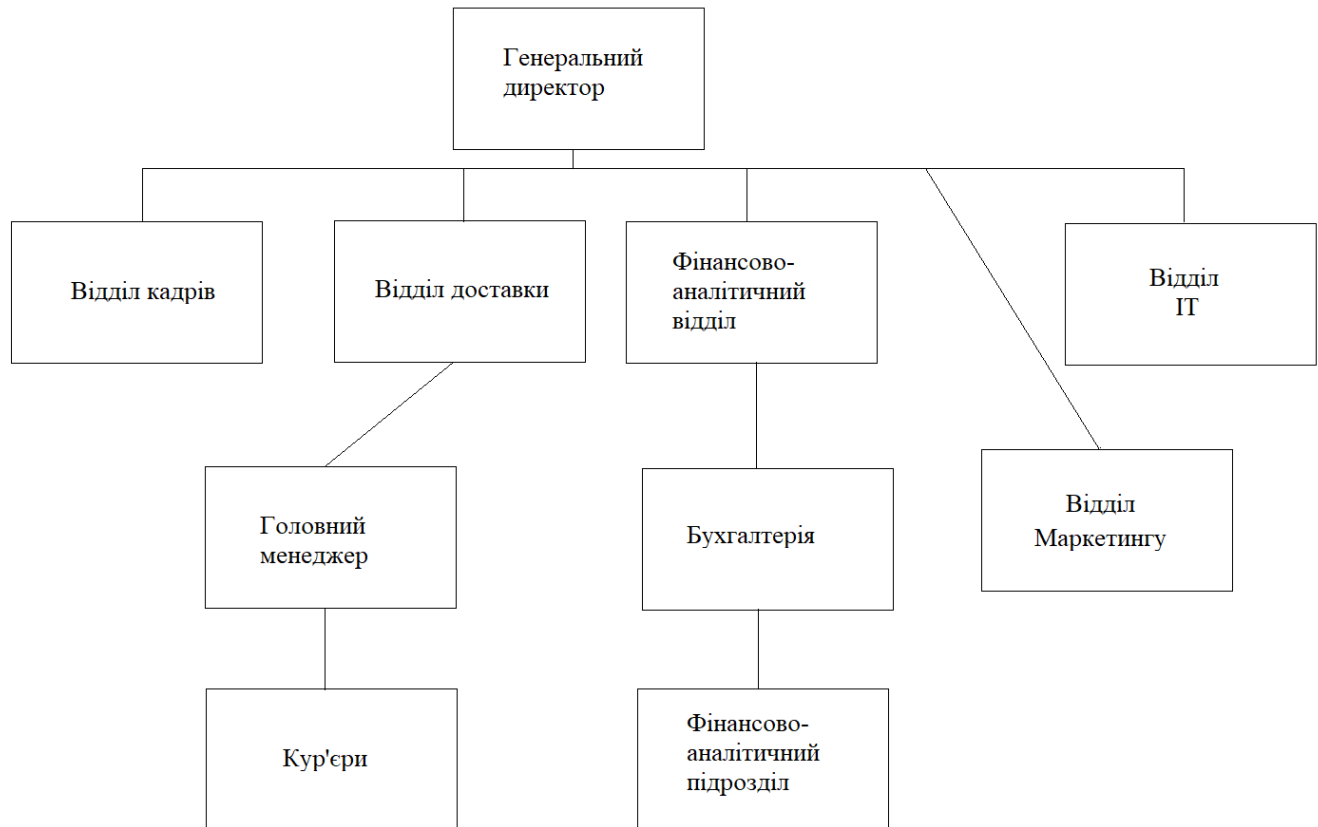 Генеральний
директор
Відділ кадрів
Відділ доставки
Фінансово-
аналітичний
відділ
Відділ
ІТ
Головний
менеджер
Бухгалтерія
Відділ
Маркетингу
Кур'єри
Фінансово-
аналітичний
підрозділ